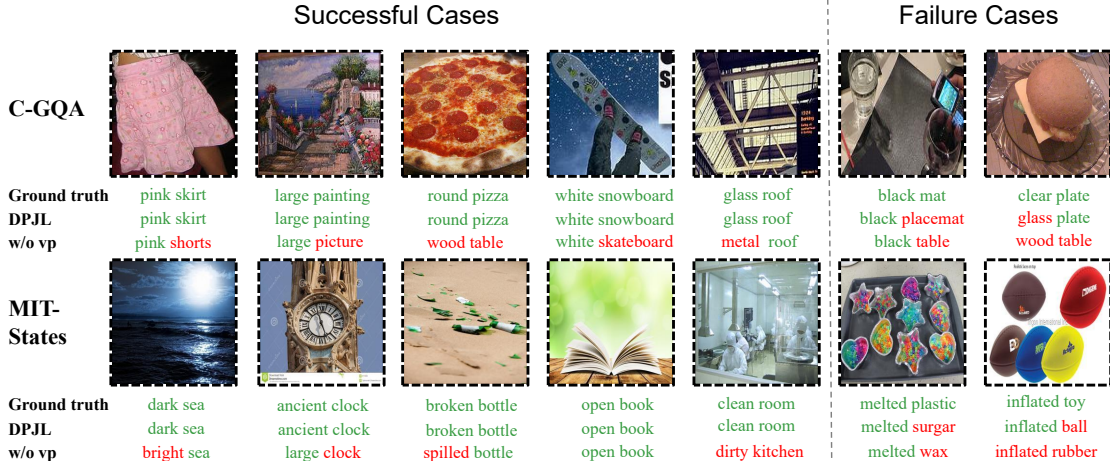 Successful Cases Failure Cases
C-GQA
Ground truth pink skirt large painting round pizza white snowboard glass roof black mat clear plate
DPJL pink skirt large painting round pizza white snowboard glass roof black placemat glass plate
w/o vp pink shorts large picture wood table white skateboard metal roof black table wood table
MIT-
States
Ground truth dark sea ancient clock broken bottle open book clean room melted plastic inflated toy
DPJL dark sea ancient clock broken bottle open book clean room melted surgar inflated ball
w/o vp bright sea large clock spilled bottle open book dirty kitchen melted wax inflated rubber